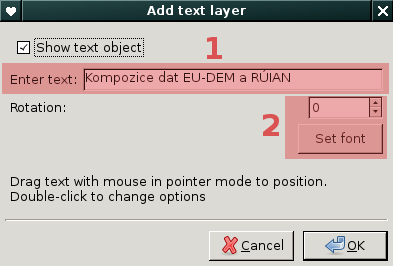 Add text layer
Show text object
1
Enter text: Kompozice dat EU-DEM a RÚIAN
Rotation: 0
2
Set font
Drag text with mouse in pointer mode to position.
Double-click to change options
Cancel OK